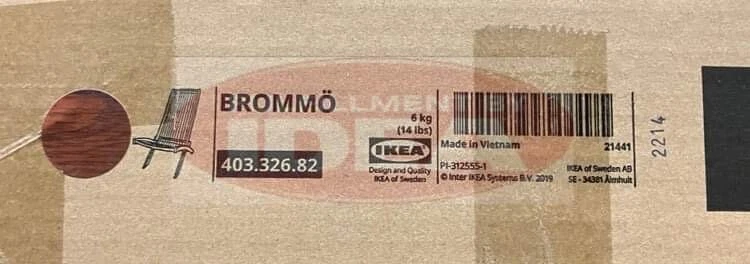 BROMMÖ
403.326.82
6 kg
(14 lbs)
IKEA
Design and Quality
IKEA of Sweden
Made in Vietnam
21441
PI-312555-1
© Inter IKEA Systems B.V. 2019
IKEA of Sweden AB
SE - 34381 Älmhult
2214